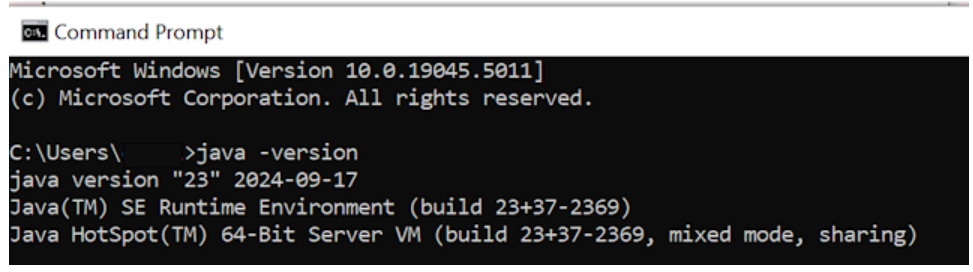 Command Prompt
Microsoft Windows [Version 10.0.19045.5011]
(c) Microsoft Corporation. All rights reserved.
C:\Users\ >java -version
java version "23" 2024-09-17
Java(TM) SE Runtime Environment (build 23+37-2369)
Java HotSpot(TM) 64-Bit Server VM (build 23+37-2369, mixed mode, sharing)